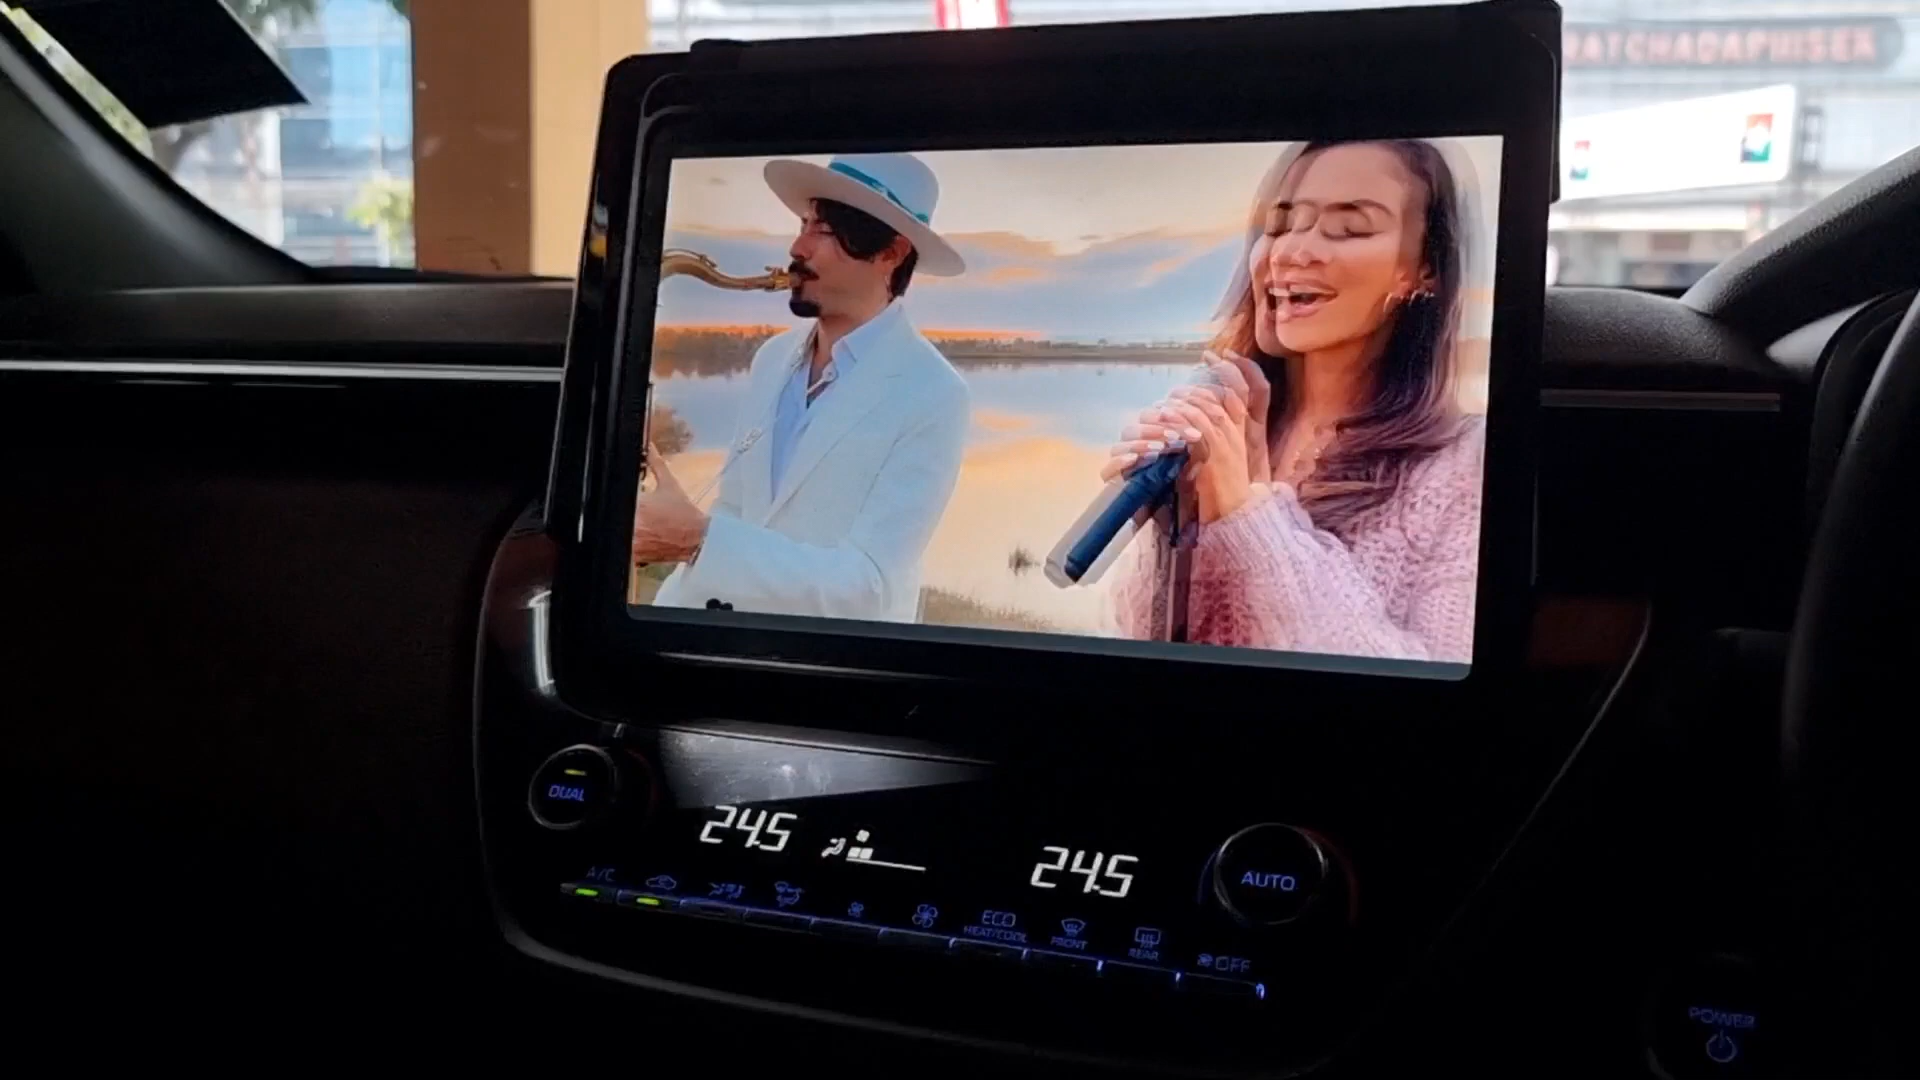 RATCHADAPHISEK
DUAL
24.5
24.5
AUTO
A/C
ECO
HEAT/COOL
FRONT
REAR
OFF
POWER